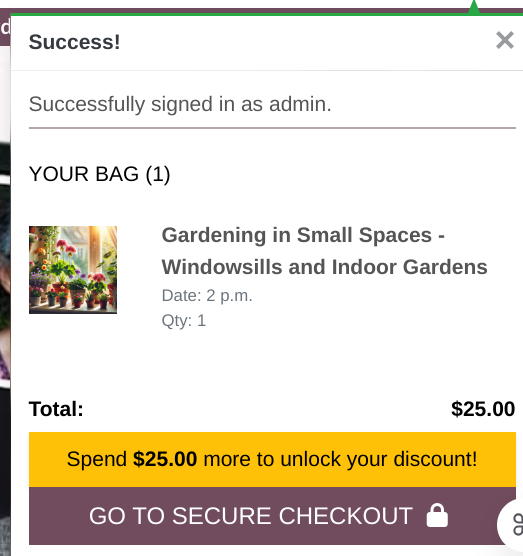 d
Success!
×
Successfully signed in as admin.
YOUR BAG (1)
Gardening in Small Spaces -
Windowsills and Indoor Gardens
Date: 2 p.m.
Qty: 1
Total: $25.00
Spend $25.00 more to unlock your discount!
GO TO SECURE CHECKOUT